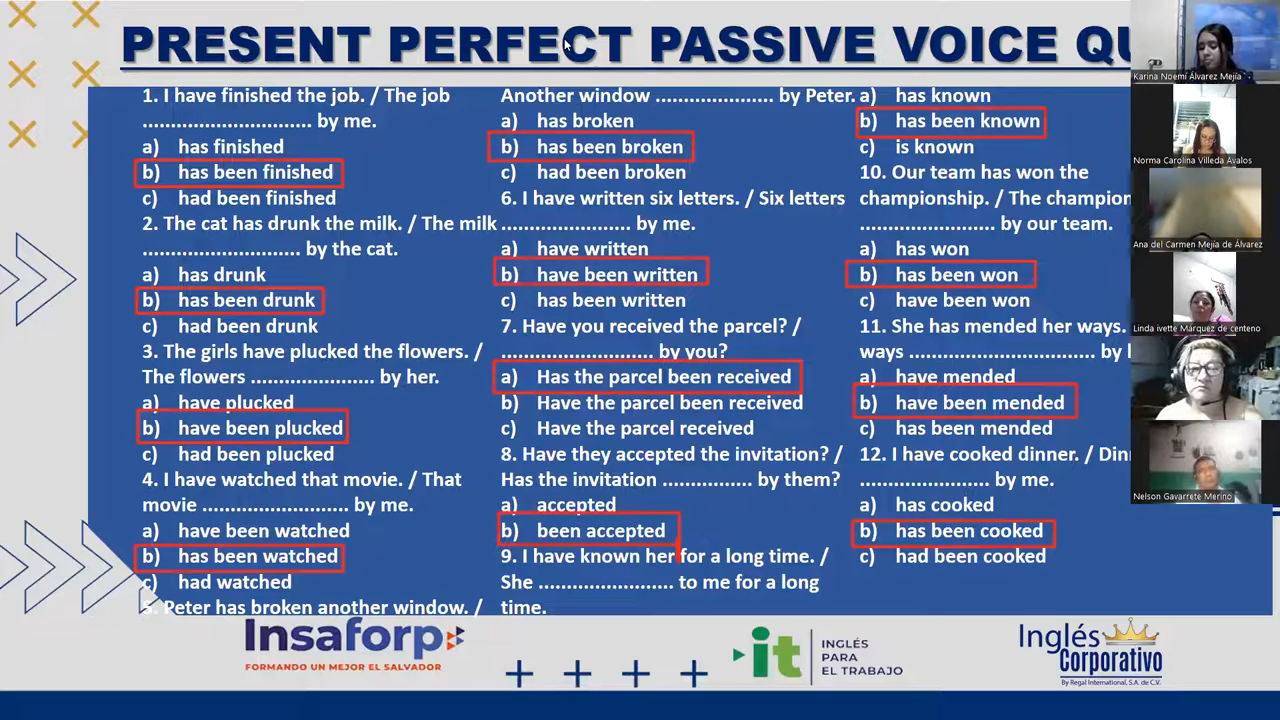 PRESENT PERFECT PASSIVE VOICE QU
1. I have finished the job. / The job
............................... by me.
a) has finished
b) has been finished
c) had been finished
2. The cat has drunk the milk. / The milk
............................. by the cat.
a) has drunk
b) has been drunk
c) had been drunk
3. The girls have plucked the flowers. /
The flowers ...................... by her.
a) have plucked
b) have been plucked
c) had been plucked
4. I have watched that movie. / That
movie .......................... by me.
a) have been watched
b) has been watched
c) had watched
5. Peter has broken another window. /
Another window ..................... by Peter.
a) has broken
b) has been broken
c) had been broken
6. I have written six letters. / Six letters
....................... by me.
a) have written
b) have been written
c) has been written
7. Have you received the parcel? /
........................... by you?
a) Has the parcel been received
b) Have the parcel been received
c) Have the parcel received
8. Have they accepted the invitation? /
Has the invitation ................ by them?
a) accepted
b) been accepted
9. I have known her for a long time. /
She ........................ to me for a long
time.
a) has known
b) has been known
c) is known
10. Our team has won the
championship. / The champion
........................ by our team.
a) has won
b) has been won
c) have been won
11. She has mended her ways.
ways ................................. by
a) have mended
b) have been mended
c) has been mended
12. I have cooked dinner. / Din
....................... by me.
a) has cooked
b) has been cooked
c) had been cooked
Karina Noemí Álvarez Mejía
Norma Carolina Villeda Avalos
Ana del Carmen Mejía de Álvarez
Linda ivette Márquez de centeno
Nelson Gavarrete Merino
Insaforp
FORMANDO UN MEJOR EL SALVADOR
it
INGLÉS
PARA
EL TRABAJO
Inglés
Corporativo
By Regal International, S.A. de C.V.